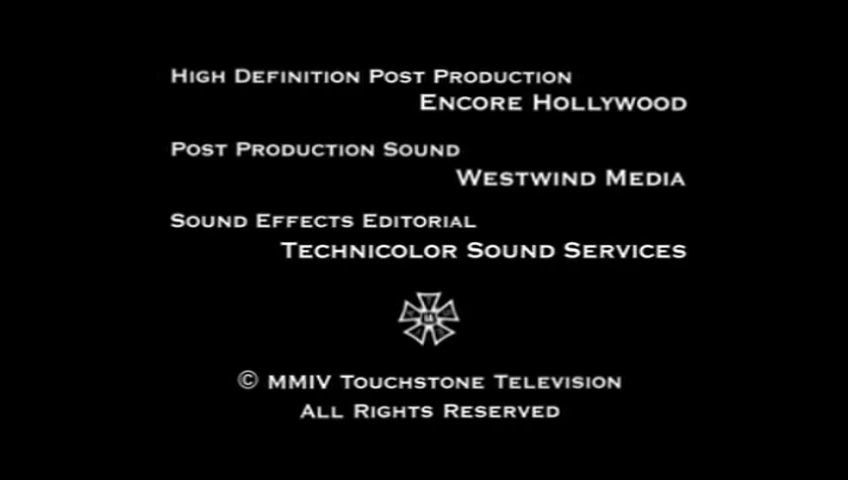 High Definition Post Production
Encore Hollywood
Post Production Sound
Westwind Media
Sound Effects Editorial
Technicolor Sound Services
IA
© MMIV Touchstone Television
All Rights Reserved